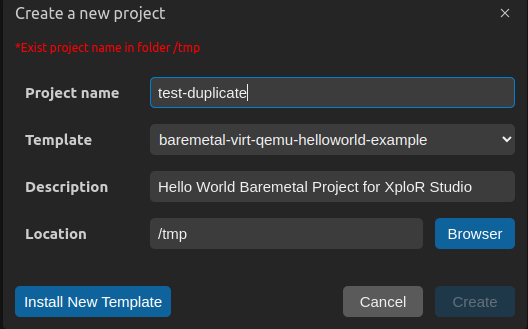 Create a new project ×
*Exist project name in folder /tmp
Project name test-duplicate
Template baremetal-virt-qemu-helloworld-example
Description Hello World Baremetal Project for XploR Studio
Location /tmp Browser
Install New Template Cancel Create